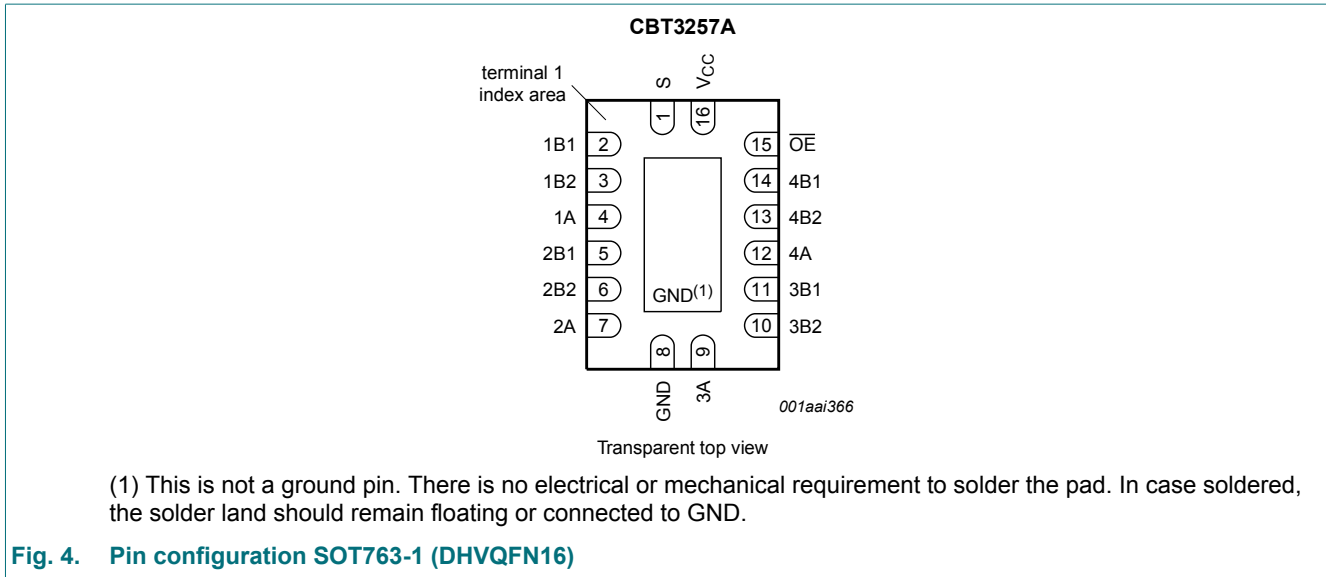 CBT3257A
terminal 1
index area
S
VCC
1
16
1B1 2
15 OE
1B2 3
14 4B1
1A 4
13 4B2
2B1 5
12 4A
2B2 6
GND(1)
11 3B1
2A 7
10 3B2
8
9
GND
3A
001aai366
Transparent top view
(1) This is not a ground pin. There is no electrical or mechanical requirement to solder the pad. In case soldered,
the solder land should remain floating or connected to GND.
Fig. 4. Pin configuration SOT763-1 (DHVQFN16)